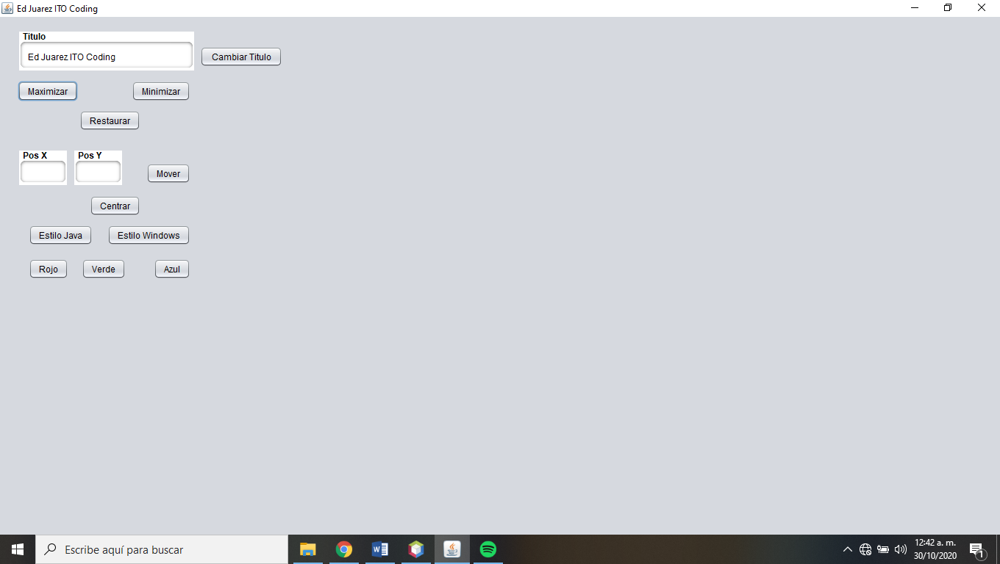 Ed Juarez ITO Coding
Titulo
Ed Juarez ITO Coding
Cambiar Titulo
Maximizar
Minimizar
Restaurar
Pos X
Pos Y
Mover
Centrar
Estilo Java
Estilo Windows
Rojo
Verde
Azul
Escribe aquí para buscar
W
12:42 a. m.
30/10/2020
1